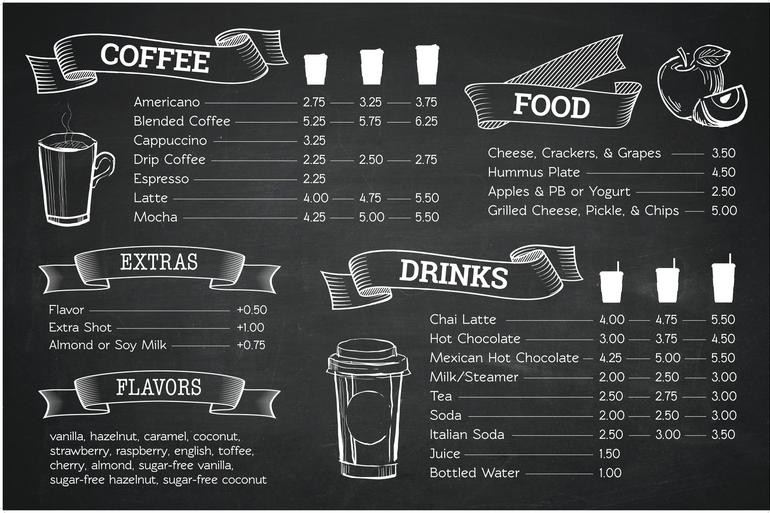 COFFEE
Americano 2.75 3.25 3.75
Blended Coffee 5.25 5.75 6.25
Cappuccino 3.25
Drip Coffee 2.25 2.50 2.75
Espresso 2.25
Latte 4.00 4.75 5.50
Mocha 4.25 5.00 5.50
FOOD
Cheese, Crackers, & Grapes 3.50
Hummus Plate 4.50
Apples & PB or Yogurt 2.50
Grilled Cheese, Pickle, & Chips 5.00
EXTRAS
Flavor +0.50
Extra Shot +1.00
Almond or Soy Milk +0.75
FLAVORS
vanilla, hazelnut, caramel, coconut,
strawberry, raspberry, english, toffee,
cherry, almond, sugar-free vanilla,
sugar-free hazelnut, sugar-free coconut
DRINKS
Chai Latte 4.00 4.75 5.50
Hot Chocolate 3.00 3.75 4.50
Mexican Hot Chocolate 4.25 5.00 5.50
Milk/Steamer 2.00 2.50 3.00
Tea 2.50 2.75 3.00
Soda 2.00 2.50 3.00
Italian Soda 2.50 3.00 3.50
Juice 1.50
Bottled Water 1.00